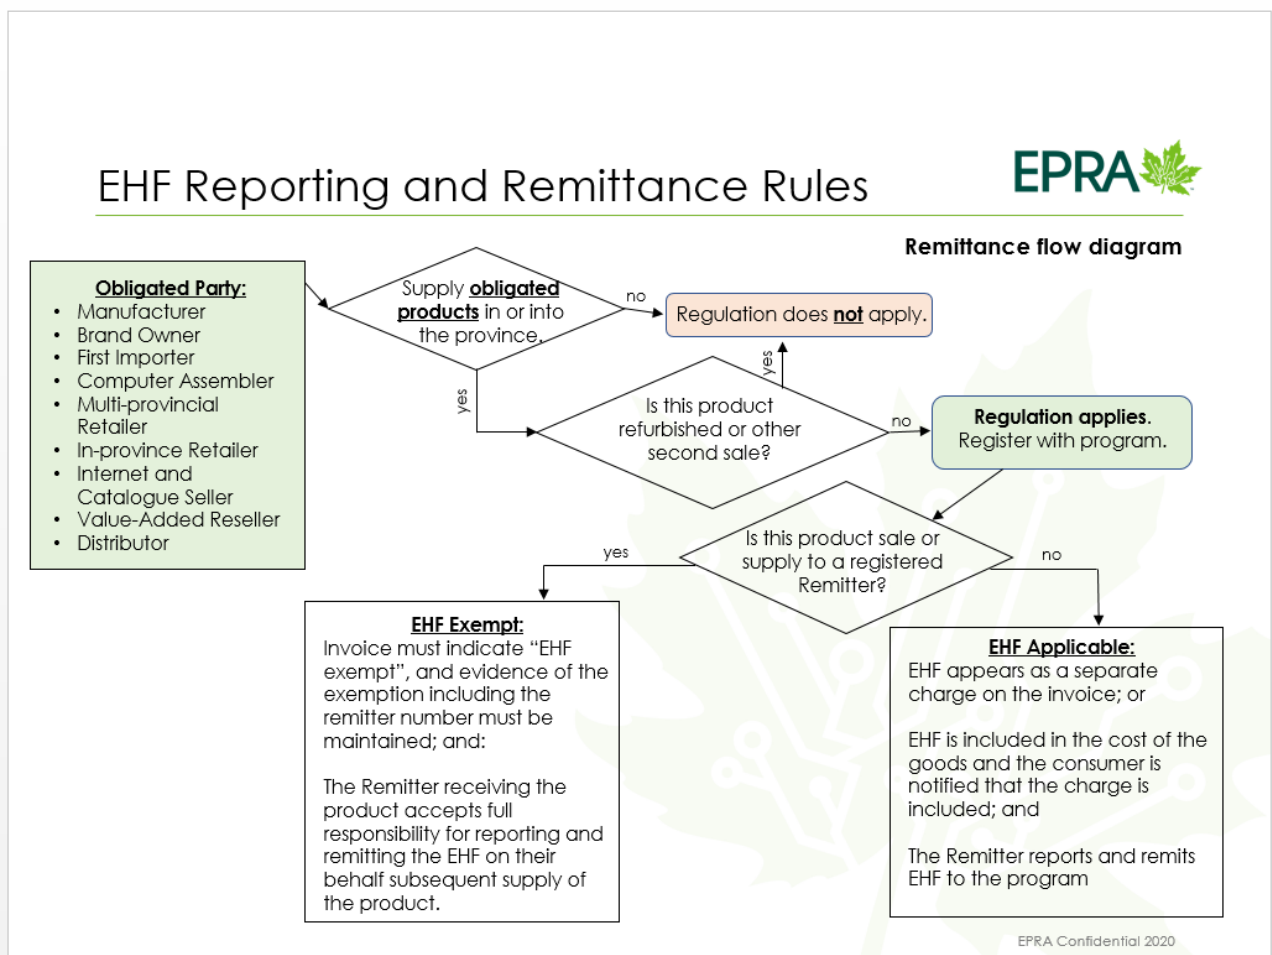 EHF Reporting and Remittance Rules
EPRA
Remittance flow diagram
Obligated Party:
• Manufacturer
• Brand Owner
• First Importer
• Computer Assembler
• Multi-provincial
Retailer
• In-province Retailer
• Internet and
Catalogue Seller
• Value-Added Reseller
• Distributor
Supply obligated
products in or into
the province.
no
Regulation does not apply.
yes
yes
Is this product
refurbished or other
second sale?
no
Regulation applies.
Register with program.
Is this product sale or
supply to a registered
Remitter?
yes
no
EHF Exempt:
Invoice must indicate “EHF
exempt”, and evidence of the
exemption including the
remitter number must be
maintained; and:
The Remitter receiving the
product accepts full
responsibility for reporting and
remitting the EHF on their
behalf subsequent supply of
the product.
EHF Applicable:
EHF appears as a separate
charge on the invoice; or
EHF is included in the cost of the
goods and the consumer is
notified that the charge is
included; and
The Remitter reports and remits
EHF to the program
EPRA Confidential 2020